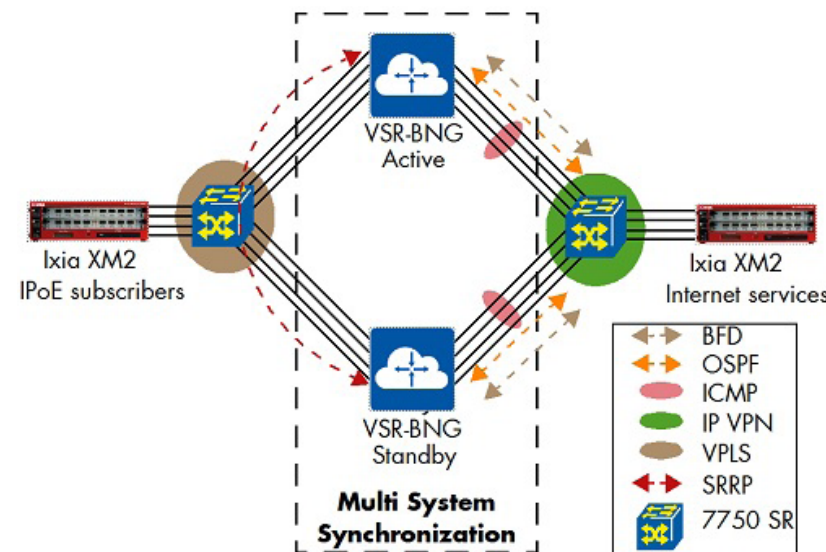 VSR-BNG
Active
Ixia XM2
IPoE subscribers
Ixia XM2
Internet services
VSR-BNG
Standby
Multi System
Synchronization
BFD
OSPF
ICMP
IP VPN
VPLS
SRRP
7750 SR